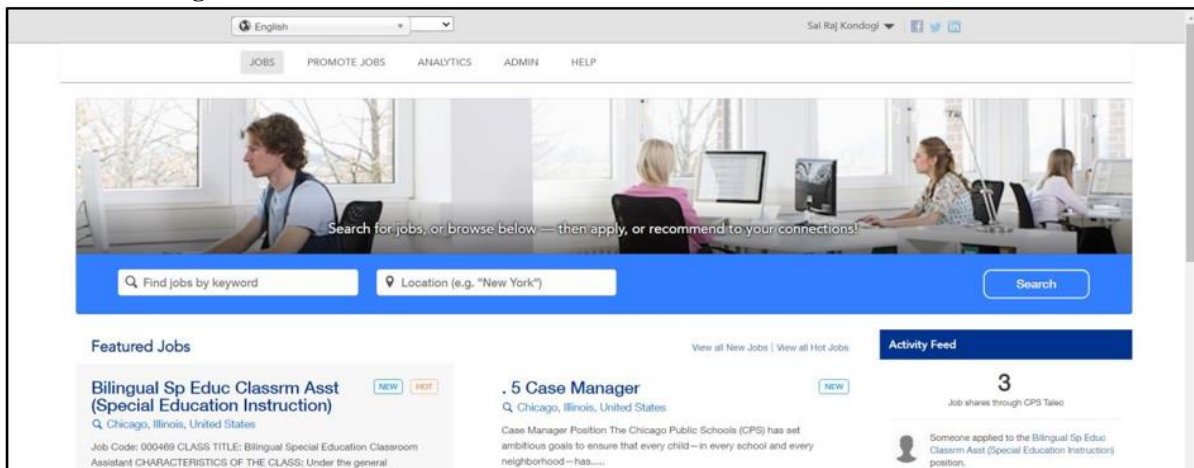 English
Sai Raj Kondogi
JOBS PROMOTE JOBS ANALYTICS ADMIN HELP
Search for jobs, or browse below — then apply, or recommend to your connections!
Find jobs by keyword
Location (e.g. "New York")
Search
Featured Jobs
View all New Jobs | View all Hot Jobs
Bilingual Sp Educ Classrm Asst
(Special Education Instruction)
NEW HOT
Chicago, Illinois, United States
Job Code: 000469 CLASS TITLE: Bilingual Special Education Classroom
Assistant CHARACTERISTICS OF THE CLASS: Under the general
. 5 Case Manager
NEW
Chicago, Illinois, United States
Case Manager Position The Chicago Public Schools (CPS) has set
ambitious goals to ensure that every child—in every school and every
neighborhood—has.....
Activity Feed
3
Job shares through CPS Taleo
Someone applied to the Bilingual Sp Educ
Classrm Asst (Special Education Instruction)
position.